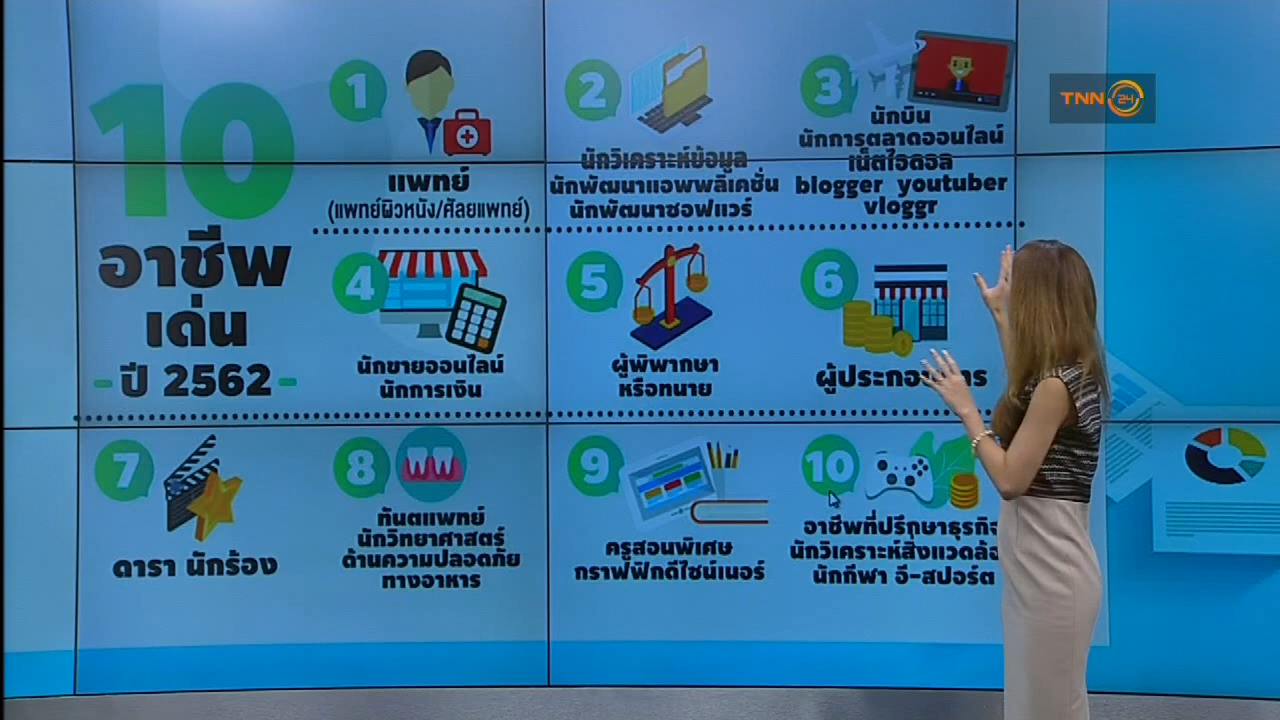 TNN 24
10
อาชีพ
เด่น
- ปี 2562 -
1
แพทย์
(แพทย์ผิวหนัง/ศัลยแพทย์)
2
นักวิเคราะห์ข้อมูล
นักพัฒนาแอพพลิเคชั่น
นักพัฒนาซอฟแวร์
3
นักบิน
นักการตลาดออนไลน์
เน็ตไอดอล
blogger youtuber
vloggr
4
นักขายออนไลน์
นักการเงิน
5
ผู้พิพากษา
หรือทนาย
6
7
ดารา นักร้อง
8
ทันตแพทย์
นักวิทยาศาสตร์
ด้านความปลอดภัย
ทางอาหาร
9
ครูสอนพิเศษ
กราฟฟิกดีไซน์เนอร์
10
อาชีพที่ปรึกษาธุรกิจ
นักกีฬา อี-สปอร์ต